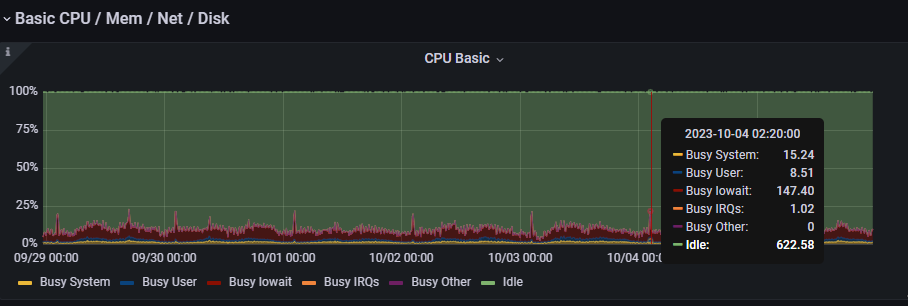 Basic CPU / Mem / Net / Disk
i
CPU Basic
100%
75%
50%
25%
0%
09/29 00:00
09/30 00:00
10/01 00:00
10/02 00:00
10/03 00:00
10/04 00:0
2023-10-04 02:20:00
Busy System: 15.24
Busy User: 8.51
Busy Iowait: 147.40
Busy IRQs: 1.02
Busy Other: 0
Idle: 622.58
Busy System Busy User Busy Iowait Busy IRQs Busy Other Idle